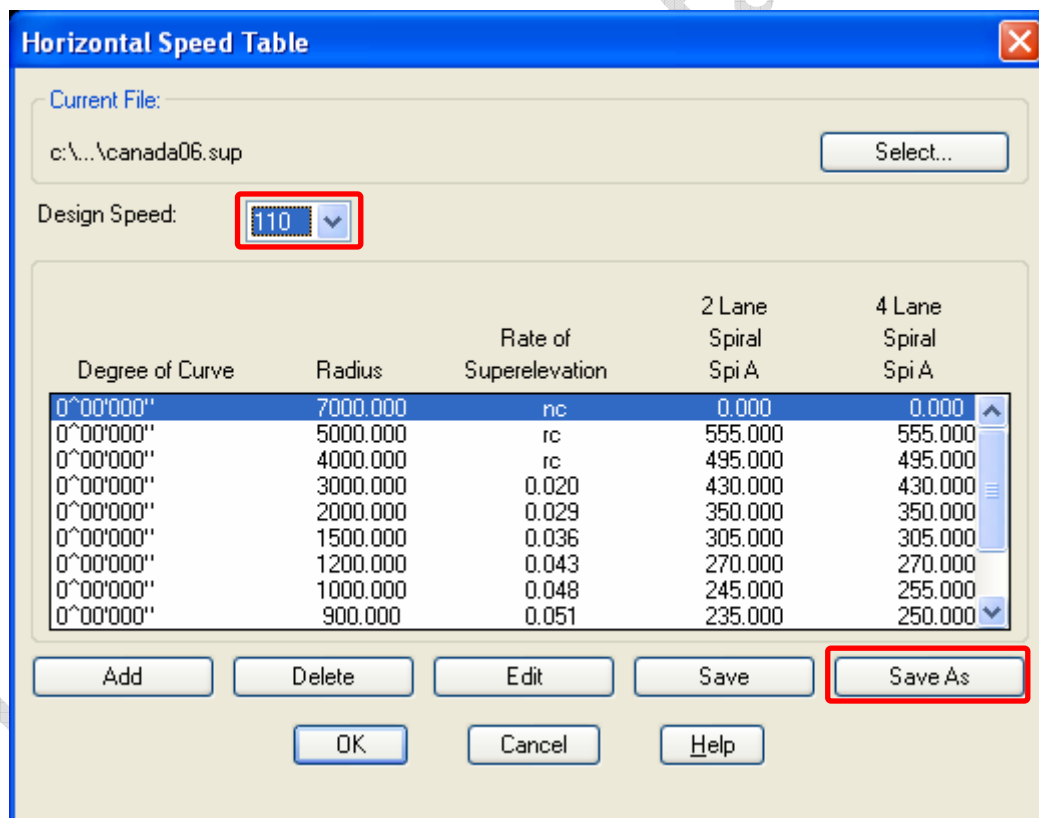 Horizontal Speed Table
Current File:
c:\...\canada06.sup
Select...
Design Speed:
110
2 Lane 4 Lane
Rate of Spiral Spiral
Degree of Curve Radius Superelevation Spi A Spi A
0^00'000" 7000.000 nc 0.000 0.000
0^00'000" 5000.000 rc 555.000 555.000
0^00'000" 4000.000 rc 495.000 495.000
0^00'000" 3000.000 0.020 430.000 430.000
0^00'000" 2000.000 0.029 350.000 350.000
0^00'000" 1500.000 0.036 305.000 305.000
0^00'000" 1200.000 0.043 270.000 270.000
0^00'000" 1000.000 0.048 245.000 255.000
0^00'000" 900.000 0.051 235.000 250.000
Add Delete Edit Save Save As
OK Cancel Help